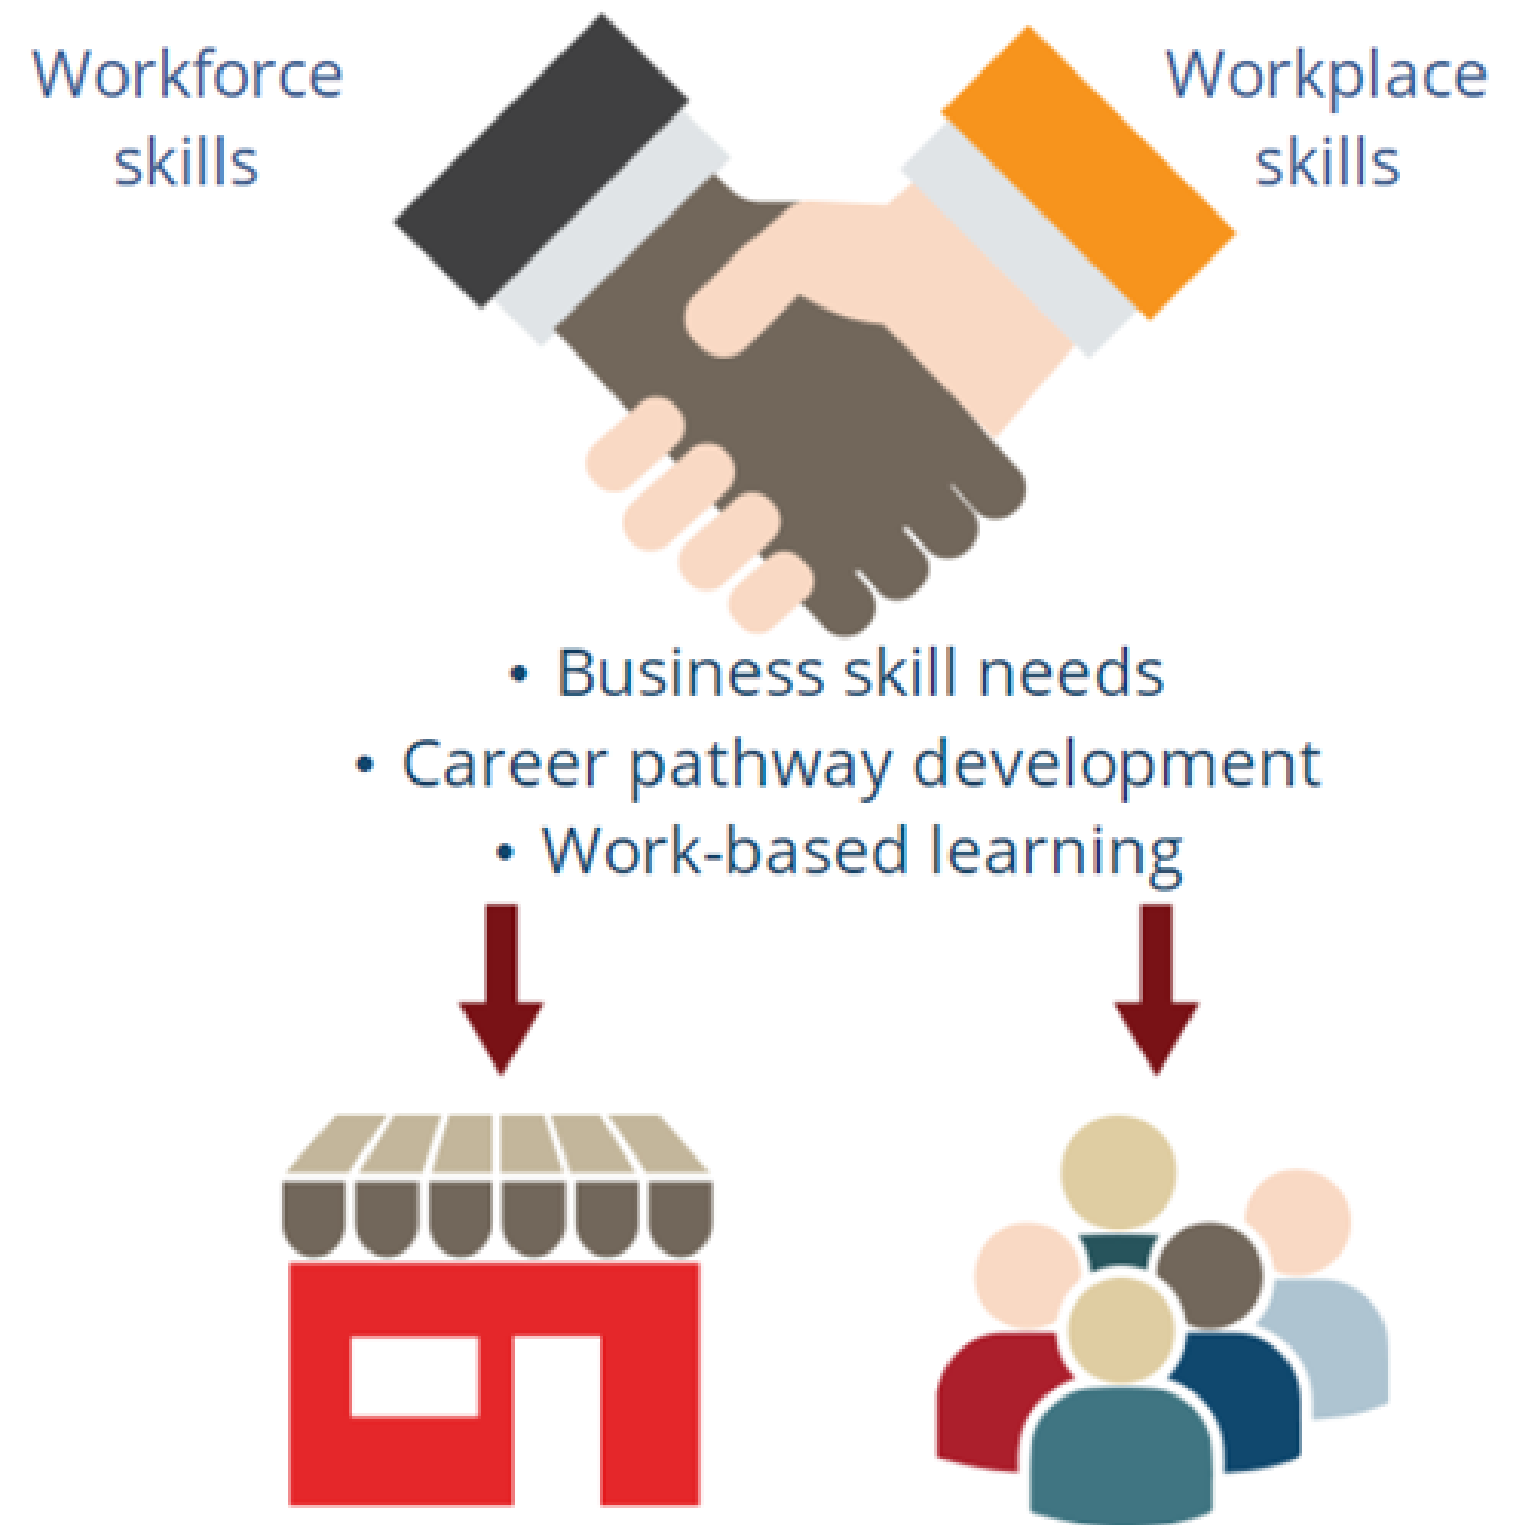 Workforce
skills
Workplace
skills
• Business skill needs
• Career pathway development
• Work-based learning